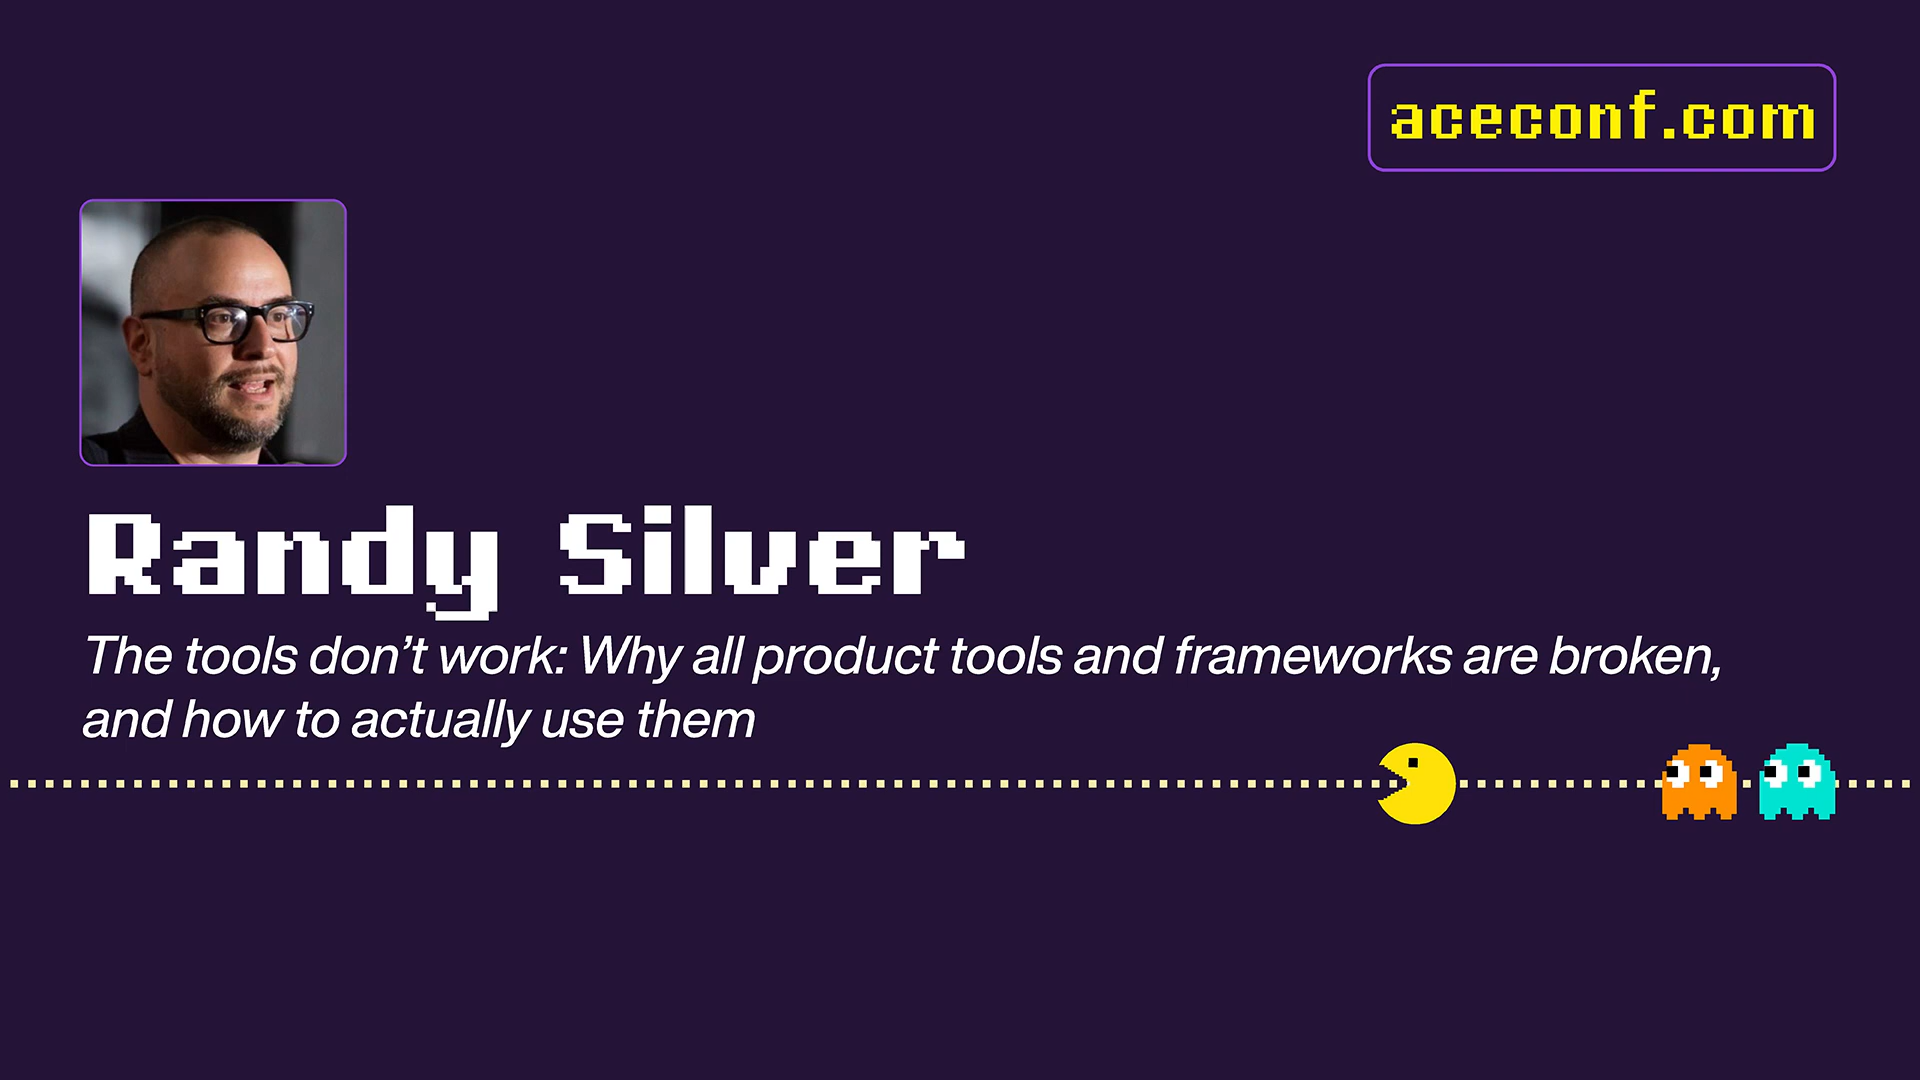 aceconf.com
Randy Silver
The tools don’t work: Why all product tools and frameworks are broken,
and how to actually use them